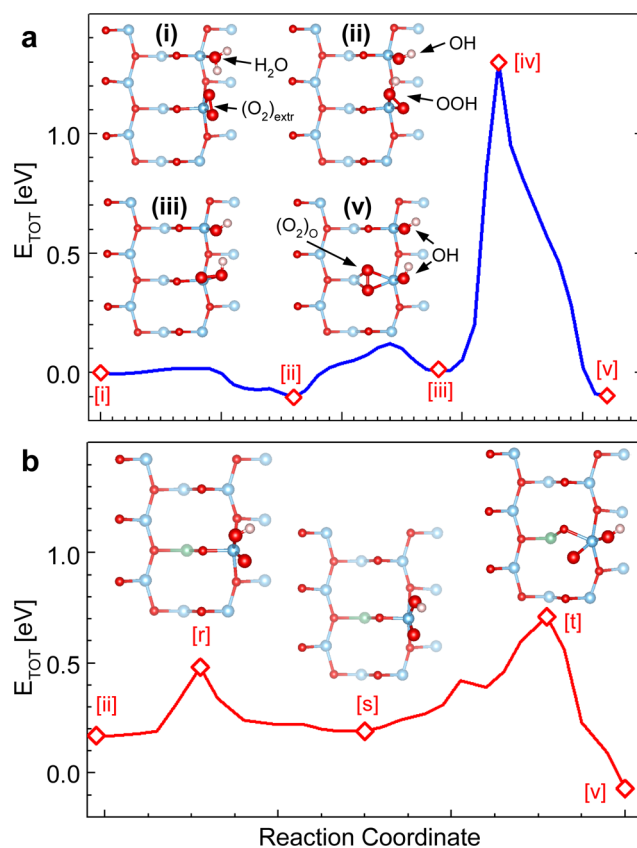 a
(i)
(ii)
OH
[iv]
H₂O
(O₂)extr
OOH
1.0
(iii)
(v)
(O₂)O
OH
0.5
ETOT [eV]
0.0
[i]
[ii]
[iii]
[v]
b
1.0
[r]
[t]
0.5
ETOT [eV]
[ii]
[s]
0.0
[v]
Reaction Coordinate